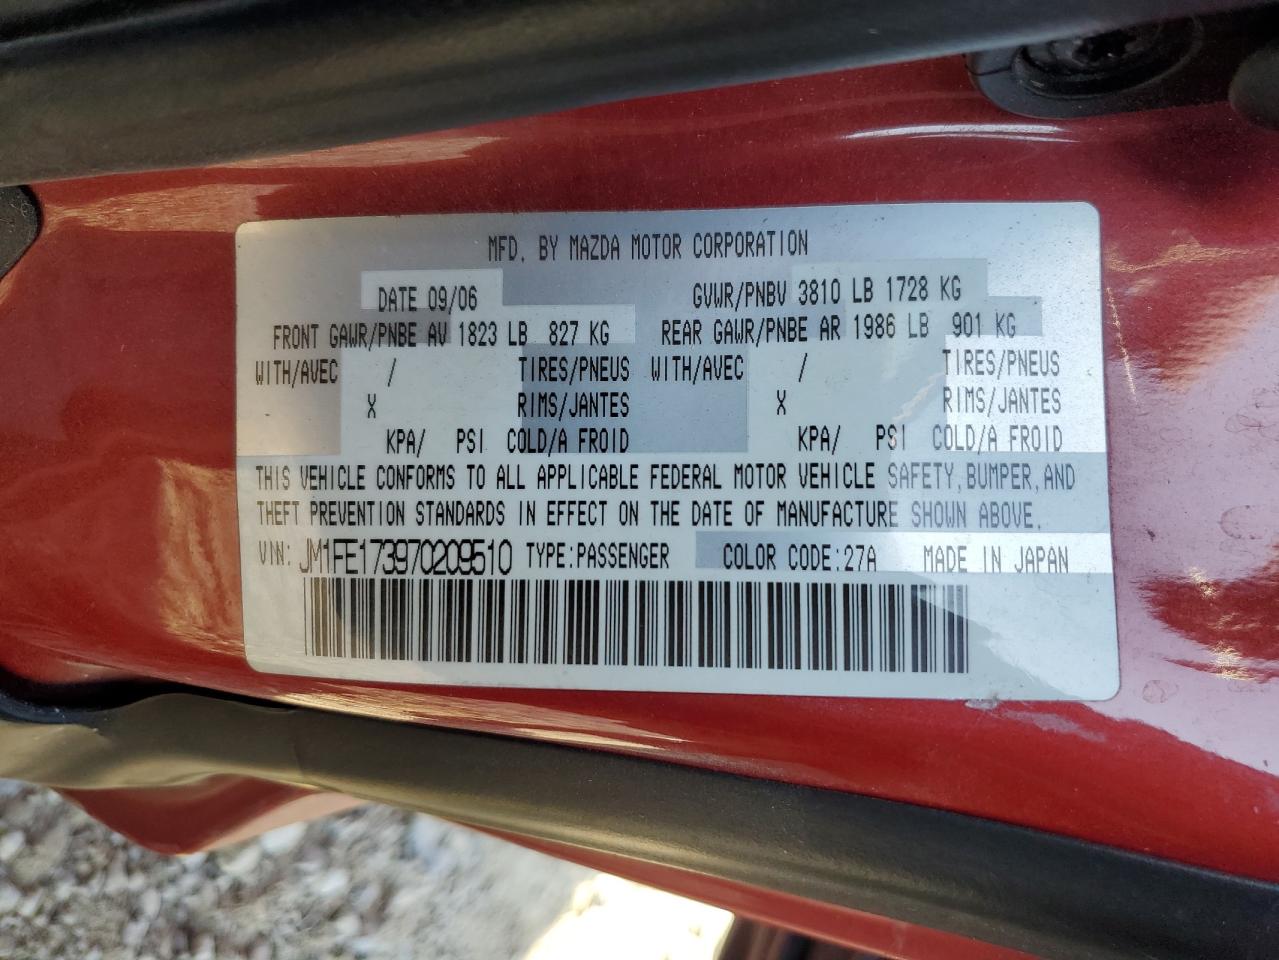 MFD. BY MAZDA MOTOR CORPORATION
DATE 09/06 GVWR/PNBV 3810 LB 1728 KG
FRONT GAWR/PNBE AV 1823 LB 827 KG REAR GAWR/PNBE AR 1986 LB 901 KG
WITH/AVEC / TIRES/PNEUS WITH/AVEC / TIRES/PNEUS
X RIMS/JANTES X RIMS/JANTES
KPA/ PSI COLD/A FROID KPA/ PSI COLD/A FROID
THIS VEHICLE CONFORMS TO ALL APPLICABLE FEDERAL MOTOR VEHICLE SAFETY, BUMPER, AND
THEFT PREVENTION STANDARDS IN EFFECT ON THE DATE OF MANUFACTURE SHOWN ABOVE.
VIN: JM1FE173970209510 TYPE:PASSENGER COLOR CODE:27A MADE IN JAPAN